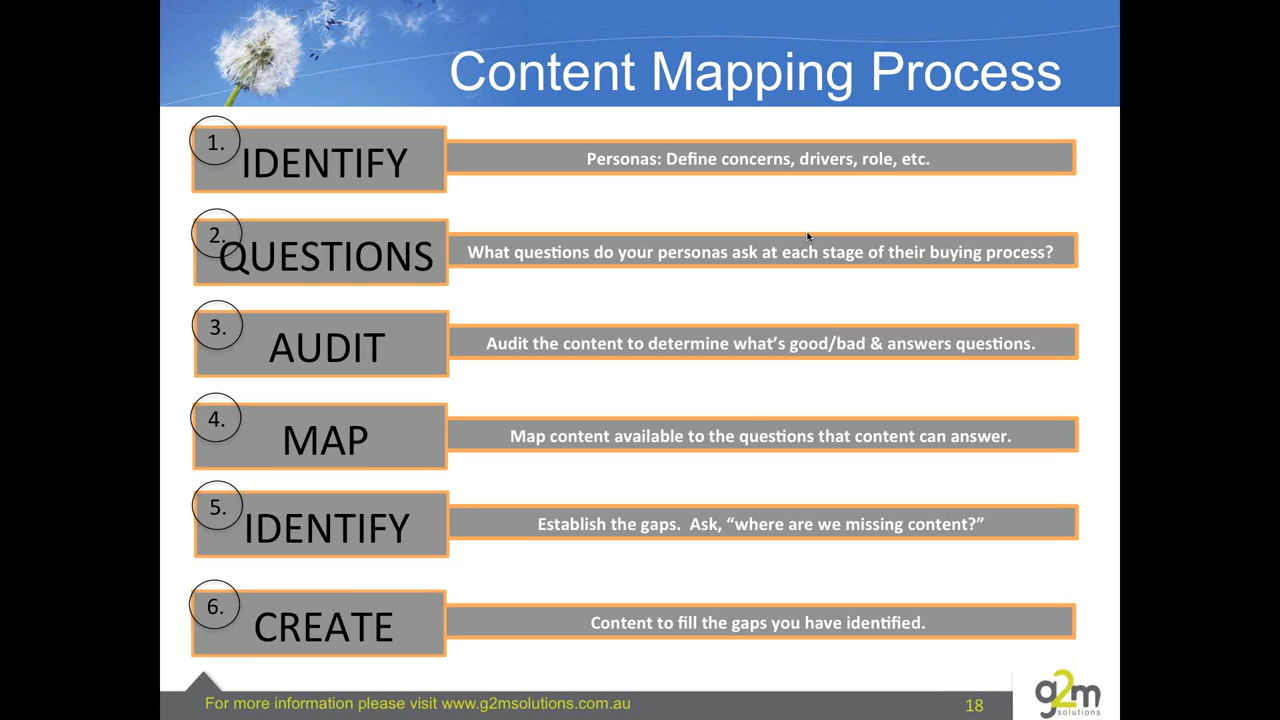 Content Mapping Process
1.
IDENTIFY
Personas: Define concerns, drivers, role, etc.
2.
QUESTIONS
What questions do your personas ask at each stage of their buying process?
3.
AUDIT
Audit the content to determine what’s good/bad & answers questions.
4.
MAP
Map content available to the questions that content can answer.
5.
IDENTIFY
Establish the gaps.  Ask, “where are we missing content?”
6.
CREATE
Content to fill the gaps you have identified.
For more information please visit www.g2msolutions.com.au
18
g2m
solutions